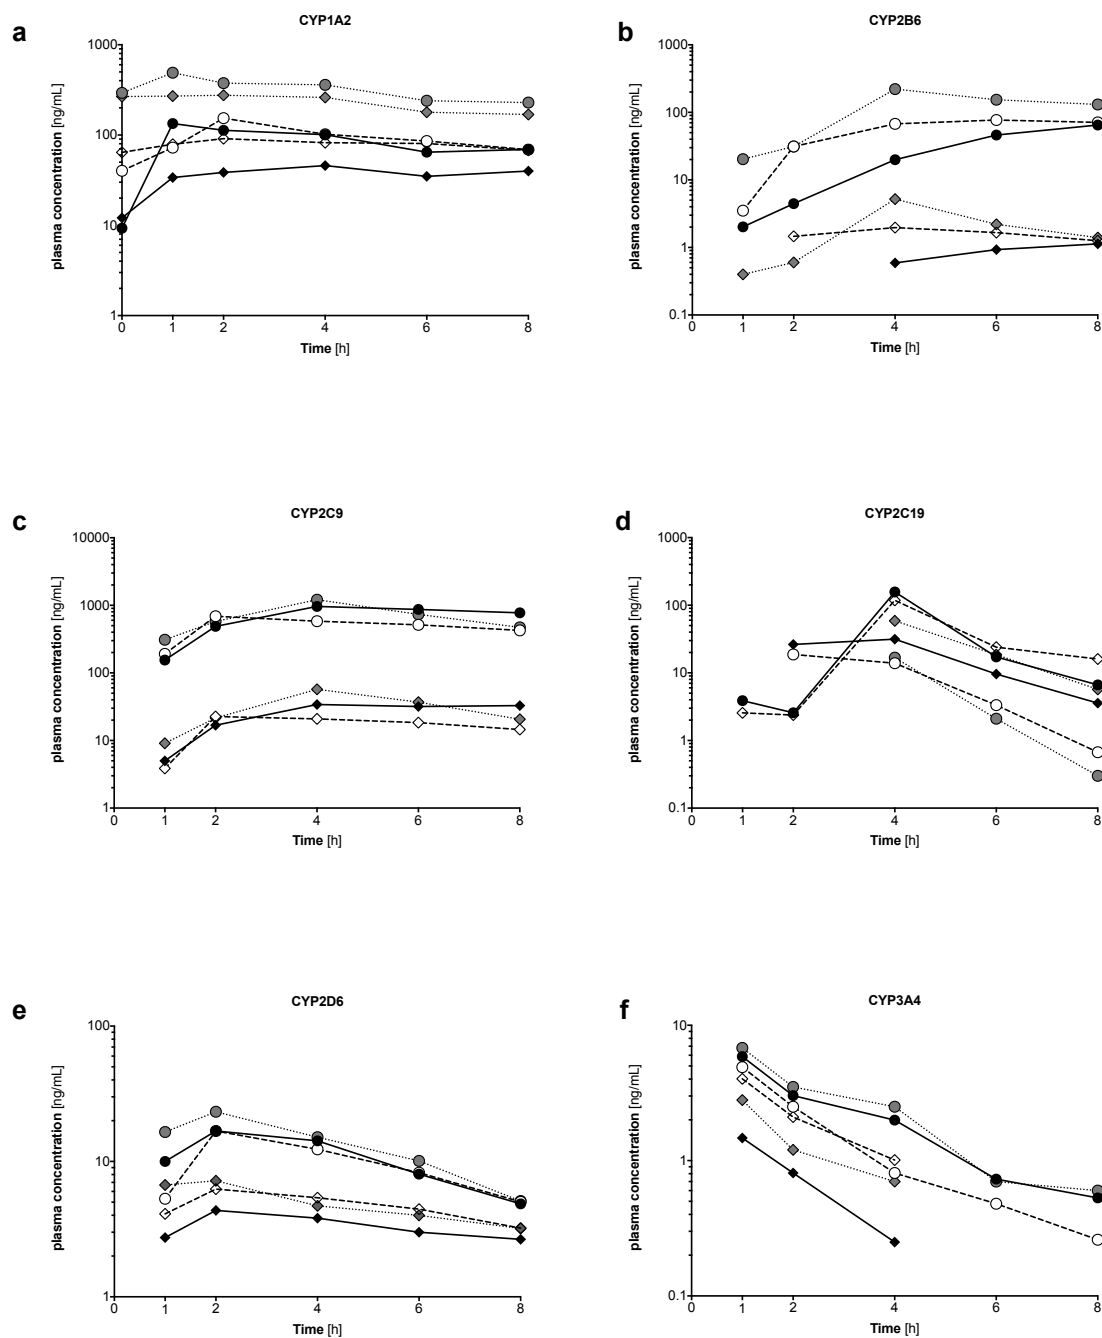 a
CYP1A2
plasma concentration [ng/mL]
1000
100
10
1
0 1 2 4 6 8
Time [h]
b
CYP2B6
plasma concentration [ng/mL]
1000
100
10
1
0.1
0 1 2 4 6 8
Time [h]
c
CYP2C9
plasma concentration [ng/mL]
10000
1000
100
10
1
0 1 2 4 6 8
Time [h]
d
CYP2C19
plasma concentration [ng/mL]
1000
100
10
1
0.1
0 1 2 4 6 8
Time [h]
e
CYP2D6
plasma concentration [ng/mL]
100
10
1
0 1 2 4 6 8
Time [h]
f
CYP3A4
plasma concentration [ng/mL]
10
1
0.1
0 1 2 4 6 8
Time [h]